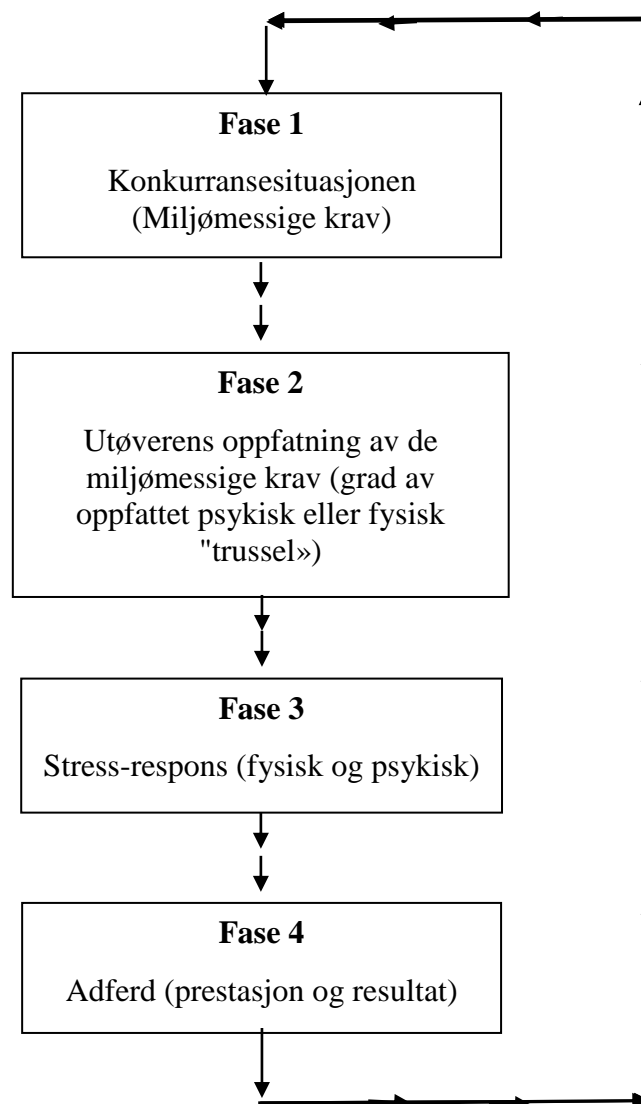 Fase 1
Konkurransesituasjonen
(Miljømessige krav)
Fase 2
Utøverens oppfatning av de
miljømessige krav (grad av
oppfattet psykisk eller fysisk
"trussel»)
Fase 3
Stress-respons (fysisk og psykisk)
Fase 4
Adferd (prestasjon og resultat)